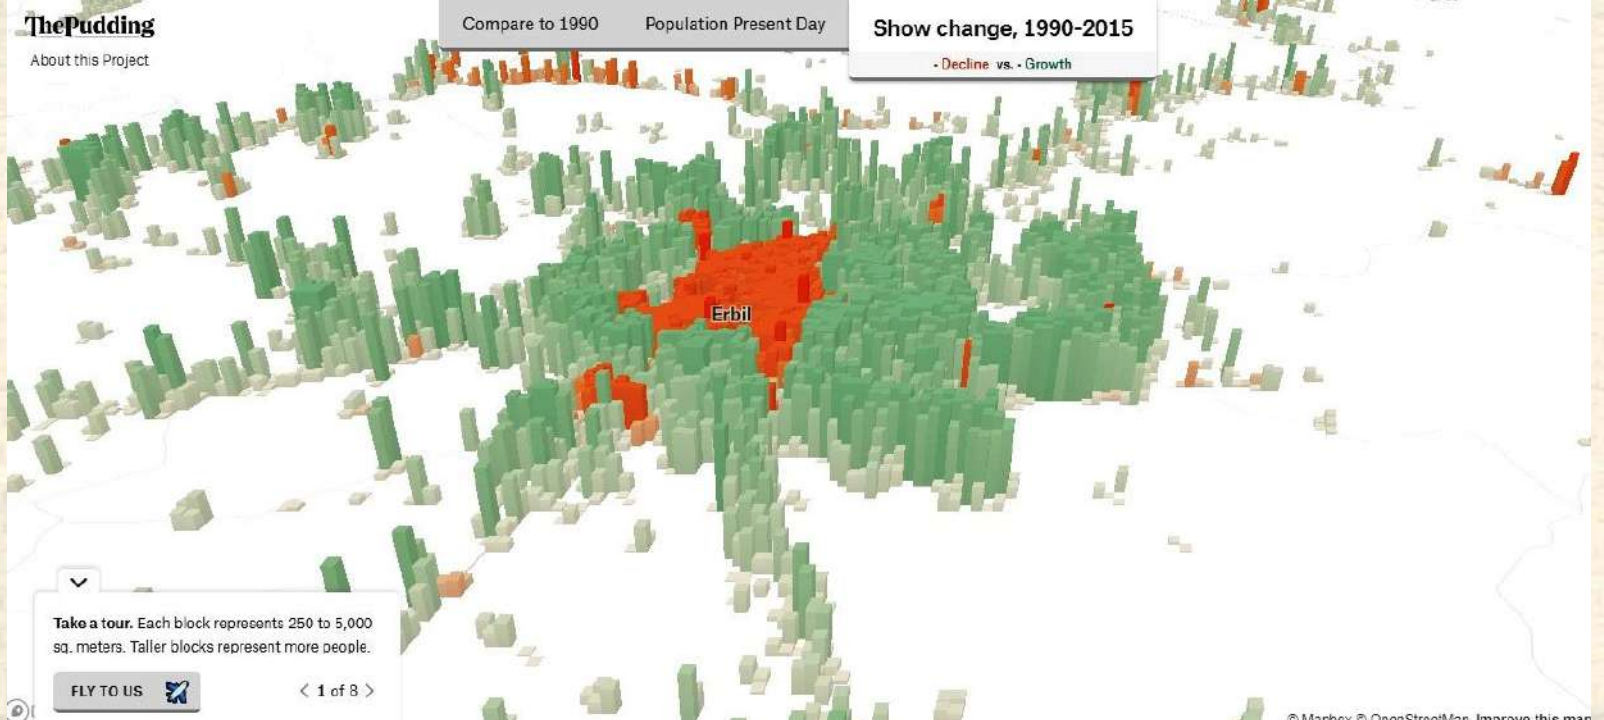 ThePudding
About this Project
Compare to 1990
Population Present Day
Show change, 1990-2015
- Decline vs. - Growth
Erbil
Take a tour. Each block represents 250 to 5,000
sq. meters. Taller blocks represent more people.
FLY TO US
< 1 of 8 >
© Mapbox © OpenStreetMap Improve this map